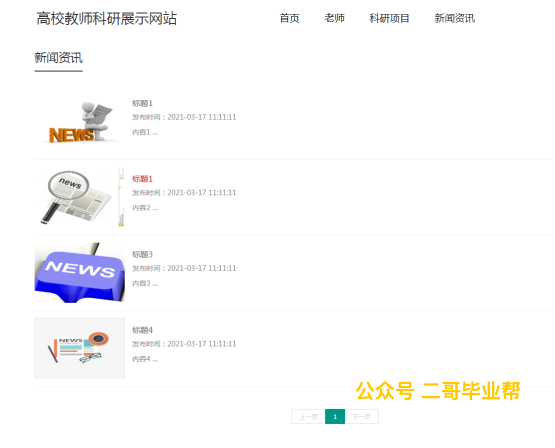 高校教师科研展示网站
首页 老师 科研项目 新闻资讯
新闻资讯
NEWS
标题1
发布时间：2021-03-17 11:11:11
内容1 ...
news
标题1
发布时间：2021-03-17 11:11:11
内容2 ...
NEWS
标题3
发布时间：2021-03-17 11:11:11
内容3 ...
NEWS
标题4
发布时间：2021-03-17 11:11:11
内容4 ...
公众号 二哥毕业帮
上一页 1 下一页